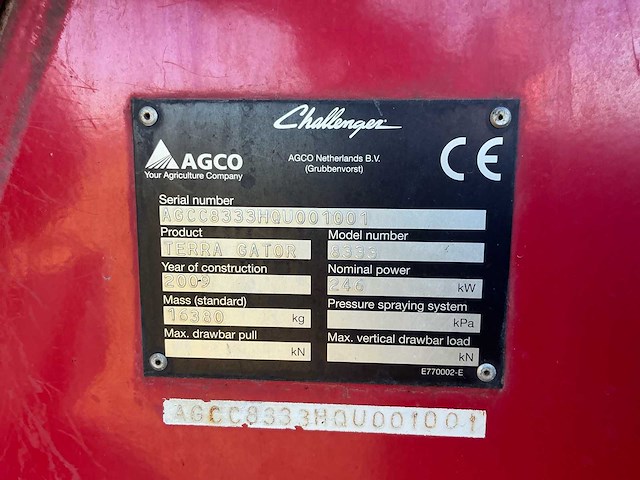 Challenger
AGCO
Your Agriculture Company
AGCO Netherlands B.V.
(Grubbenvorst)
CE
Serial number
AGCC8333HQU001001
Product
TERRA GATOR
Model number
8333
Year of construction
2009
Nominal power
246 kW
Mass (standard)
16380 kg
Pressure spraying system
kPa
Max. drawbar pull
kN
Max. vertical drawbar load
kN
E770002-E
AGCC8333HQU001001